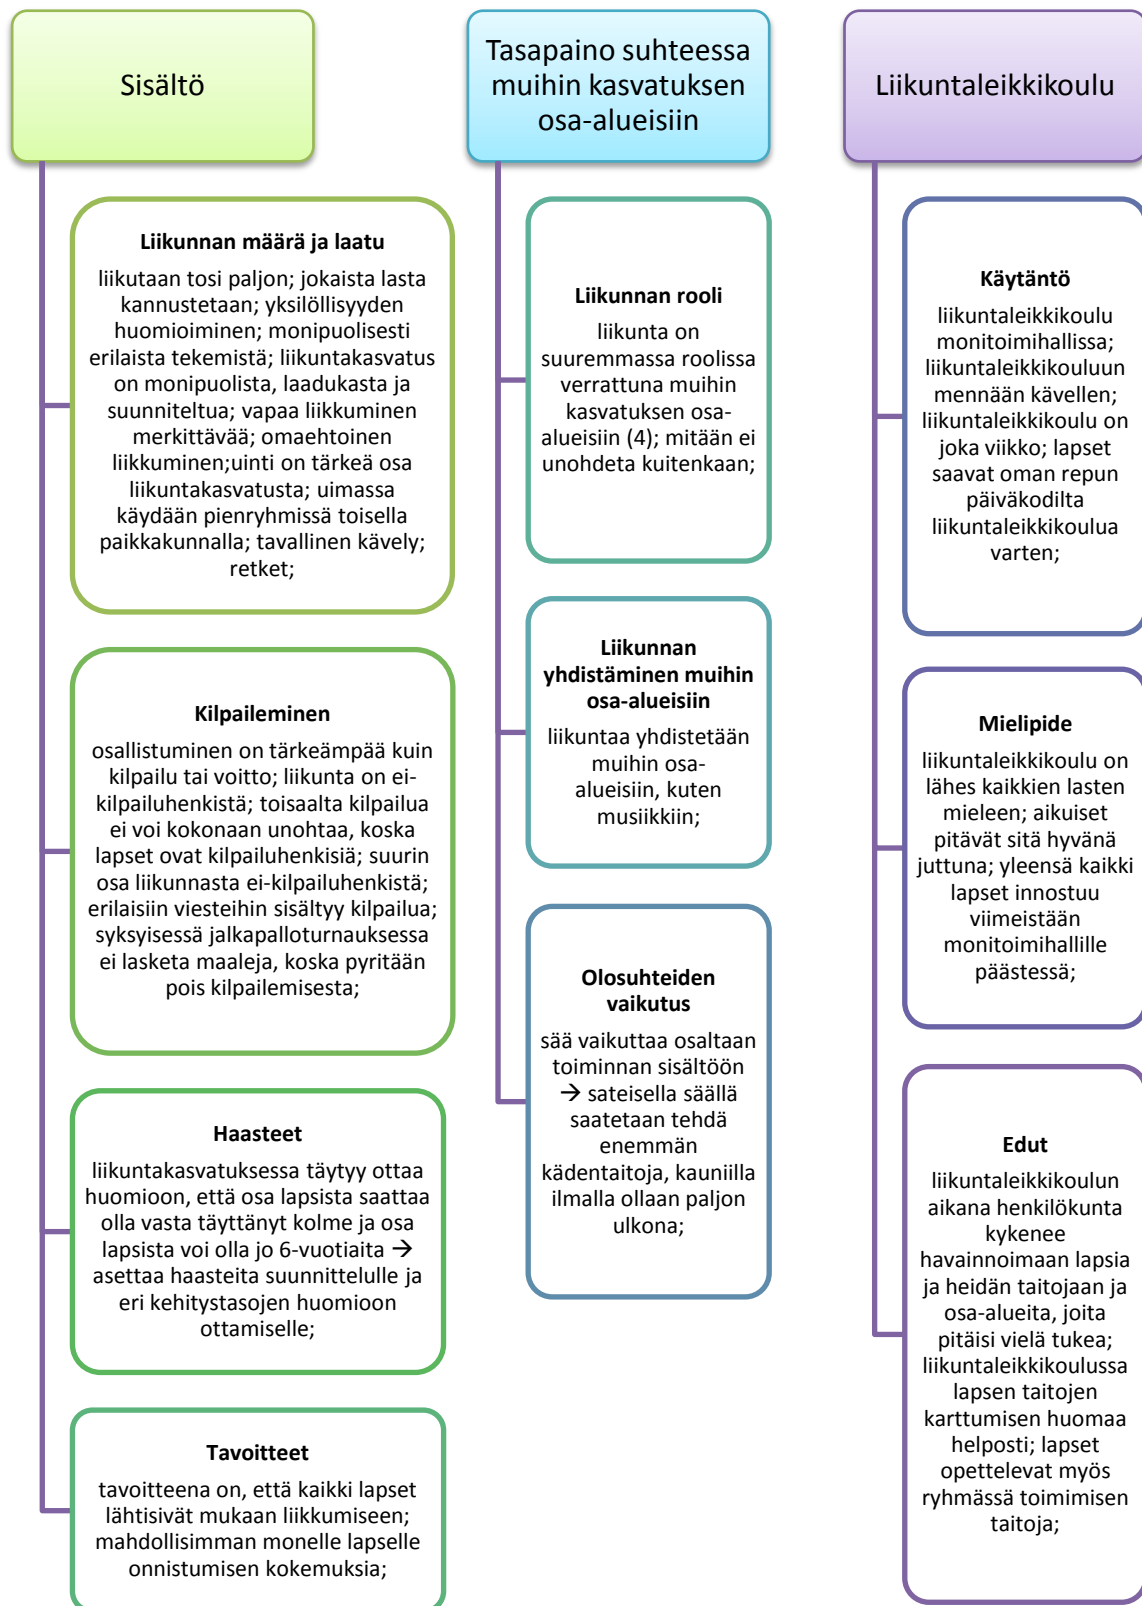 Sisältö
Liikunnan määrä ja laatu
liikutaan tosi paljon; jokaista lasta
kannustetaan; yksilöllisyyden
huomioiminen; monipuolisesti
erilaista tekemistä; liikuntakasvatus
on monipuolista, laadukasta ja
suunniteltua; vapaa liikkuminen
merkittävää; omaehtoinen
liikkuminen;uinti on tärkeä osa
liikuntakasvatusta; uimassa
käydään pienryhmissä toisella
paikkakunnalla; tavallinen kävely;
retket;
Kilpaileminen
osallistuminen on tärkeämpää kuin
kilpailu tai voitto; liikunta on ei-
kilpailuhenkistä; toisaalta kilpailua
ei voi kokonaan unohtaa, koska
lapset ovat kilpailuhenkisiä; suurin
osa liikunnasta ei-kilpailuhenkistä;
erilaisiin viesteihin sisältyy kilpailua;
syksyisessä jalkapalloturnauksessa
ei lasketa maaleja, koska pyritään
pois kilpailemisesta;
Haasteet
liikuntakasvatuksessa täytyy ottaa
huomioon, että osa lapsista saattaa
olla vasta täyttänyt kolme ja osa
lapsista voi olla jo 6-vuotiaita →
asettaa haasteita suunnittelulle ja
eri kehitystasojen huomioon
ottamiselle;
Tavoitteet
tavoitteena on, että kaikki lapset
lähtisivät mukaan liikkumiseen;
mahdollisimman monelle lapselle
onnistumisen kokemuksia;
Tasapaino suhteessa
muihin kasvatuksen
osa-alueisiin
Liikunnan rooli
liikunta on
suuremmassa roolissa
verrattuna muihin
kasvatuksen osa-
alueisiin (4); mitään ei
unohdeta kuitenkaan;
Liikunnan
yhdistäminen muihin
osa-alueisiin
liikuntaa yhdistetään
muihin osa-
alueisiin, kuten
musiikkiin;
Olosuhteiden
vaikutus
sää vaikuttaa osaltaan
toiminnan sisältöön
→ sateisella säällä
saatetaan tehdä
enemmän
kädentaitoja, kauniilla
ilmalla ollaan paljon
ulkona;
Liikuntaleikkikoulu
Käytäntö
liikuntaleikkikoulu
monitoimihallissa;
liikuntaleikkikouluun
mennään kävellen;
liikuntaleikkikoulu on
joka viikko; lapset
saavat oman repun
päiväkodilta
liikuntaleikkikoulua
varten;
Mielipide
liikuntaleikkikoulu on
lähes kaikkien lasten
mieleen; aikuiset
pitävät sitä hyvänä
juttuna; yleensä kaikki
lapset innostuu
viimeistään
monitoimihallille
päästessä;
Edut
liikuntaleikkikoulun
aikana henkilökunta
kykenee
havainnoimaan lapsia
ja heidän taitojaan ja
osa-alueita, joita
pitäisi vielä tukea;
liikuntaleikkikoulussa
lapsen taitojen
karttumisen huomaa
helposti; lapset
opettelevat myös
ryhmässä toimimisen
taitoja;